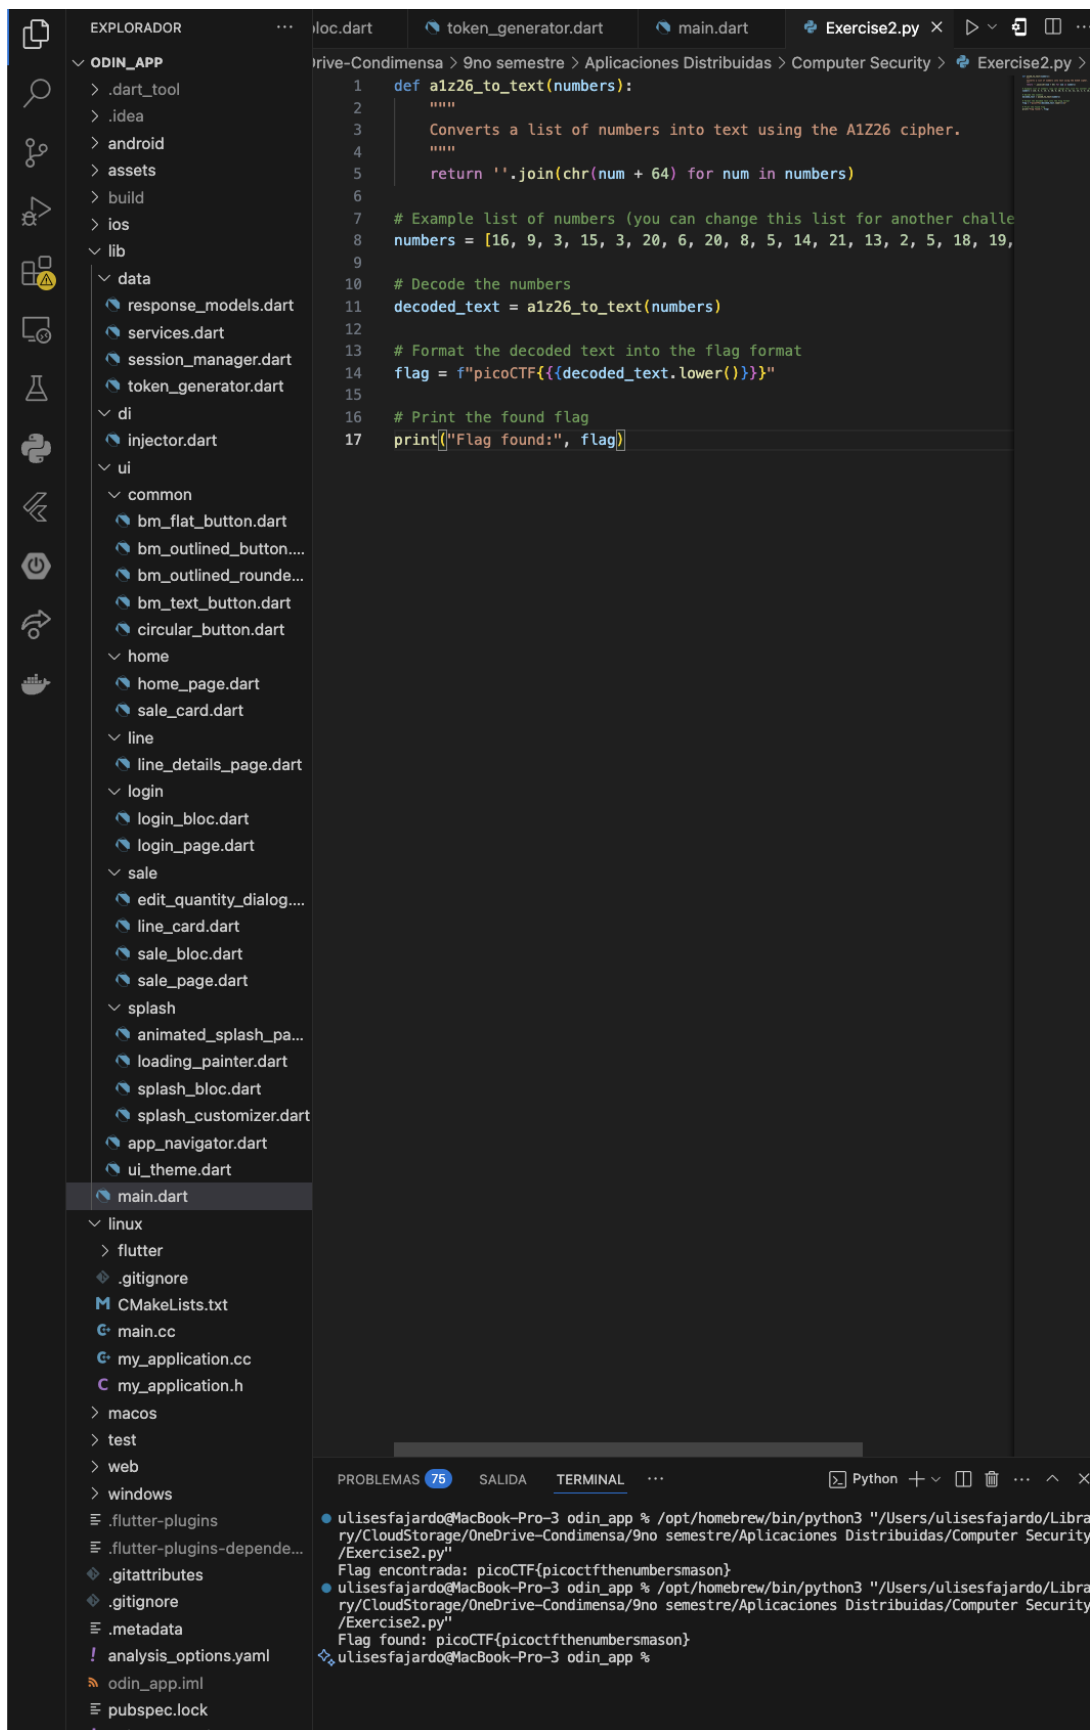 EXPLORADOR
ODIN_APP
.dart_tool
.idea
android
assets
build
ios
lib
data
response_models.dart
services.dart
session_manager.dart
token_generator.dart
di
injector.dart
ui
common
bm_flat_button.dart
bm_outlined_button....
bm_outlined_rounde...
bm_text_button.dart
circular_button.dart
home
home_page.dart
sale_card.dart
line
line_details_page.dart
login
login_bloc.dart
login_page.dart
sale
edit_quantity_dialog....
line_card.dart
sale_bloc.dart
sale_page.dart
splash
animated_splash_pa...
loading_painter.dart
splash_bloc.dart
splash_customizer.dart
app_navigator.dart
ui_theme.dart
main.dart
linux
flutter
.gitignore
CMakeLists.txt
main.cc
my_application.cc
my_application.h
macos
test
web
windows
.flutter-plugins
.flutter-plugins-depende...
.gitattributes
.gitignore
.metadata
analysis_options.yaml
odin_app.iml
pubspec.lock
bloc.dart token_generator.dart main.dart Exercise2.py
Drive-Condimensa > 9no semestre > Aplicaciones Distribuidas > Computer Security > Exercise2.py >
1 def a1z26_to_text(numbers):
2 """
3 Converts a list of numbers into text using the A1Z26 cipher.
4 """
5 return ''.join(chr(num + 64) for num in numbers)
6
7 # Example list of numbers (you can change this list for another challe
8 numbers = [16, 9, 3, 15, 3, 20, 6, 20, 8, 5, 14, 21, 13, 2, 5, 18, 19,
9
10 # Decode the numbers
11 decoded_text = a1z26_to_text(numbers)
12
13 # Format the decoded text into the flag format
14 flag = f"picoCTF{{{decoded_text.lower()}}}"
15
16 # Print the found flag
17 print("Flag found:", flag)
PROBLEMAS 75 SALIDA TERMINAL ... Python
ulisesfajardo@MacBook-Pro-3 odin_app % /opt/homebrew/bin/python3 "/Users/ulisesfajardo/Libra
ry/CloudStorage/OneDrive-Condimensa/9no semestre/Aplicaciones Distribuidas/Computer Security
/Exercise2.py"
Flag encontrada: picoCTF{picoctfthenumbersmason}
ulisesfajardo@MacBook-Pro-3 odin_app % /opt/homebrew/bin/python3 "/Users/ulisesfajardo/Libra
ry/CloudStorage/OneDrive-Condimensa/9no semestre/Aplicaciones Distribuidas/Computer Security
/Exercise2.py"
Flag found: picoCTF{picoctfthenumbersmason}
ulisesfajardo@MacBook-Pro-3 odin_app %